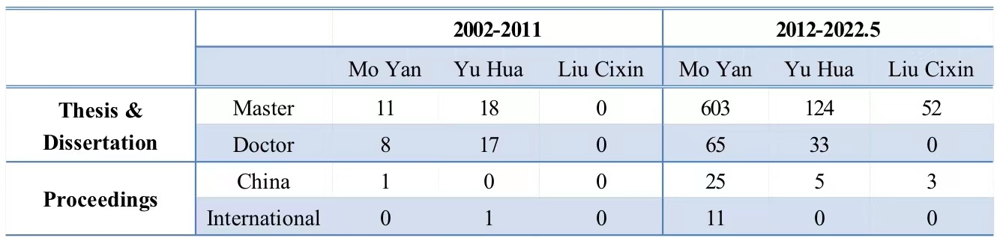 2002-2011 2012-2022.5
Mo Yan Yu Hua Liu Cixin Mo Yan Yu Hua Liu Cixin
Thesis & Dissertation Master 11 18 0 603 124 52
Doctor 8 17 0 65 33 0
Proceedings China 1 0 0 25 5 3
International 0 1 0 11 0 0